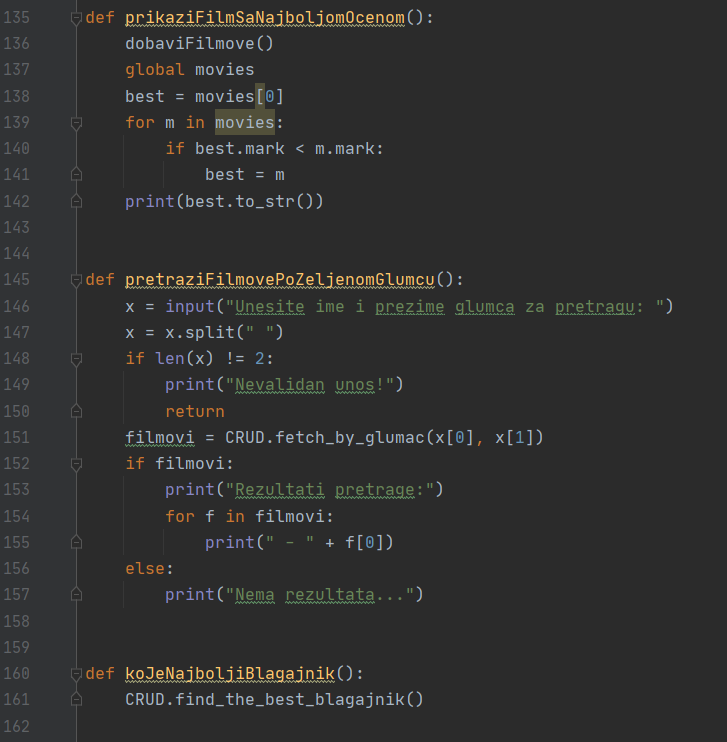 135 def prikaziFilmSaNajboljomOcenom():
136     dobaviFilmove()
137     global movies
138     best = movies[0]
139     for m in movies:
140         if best.mark < m.mark:
141             best = m
142     print(best.to_str())
143
144
145 def pretraziFilmovePoZeljenomGlumcu():
146     x = input("Unesite ime i prezime glumca za pretragu: ")
147     x = x.split(" ")
148     if len(x) != 2:
149         print("Nevalidan unos!")
150         return
151     filmovi = CRUD.fetch_by_glumac(x[0], x[1])
152     if filmovi:
153         print("Rezultati pretrage:")
154         for f in filmovi:
155             print(" - " + f[0])
156     else:
157         print("Nema rezultata...")
158
159
160 def koJeNajboljiBlagajnik():
161     CRUD.find_the_best_blagajnik()
162